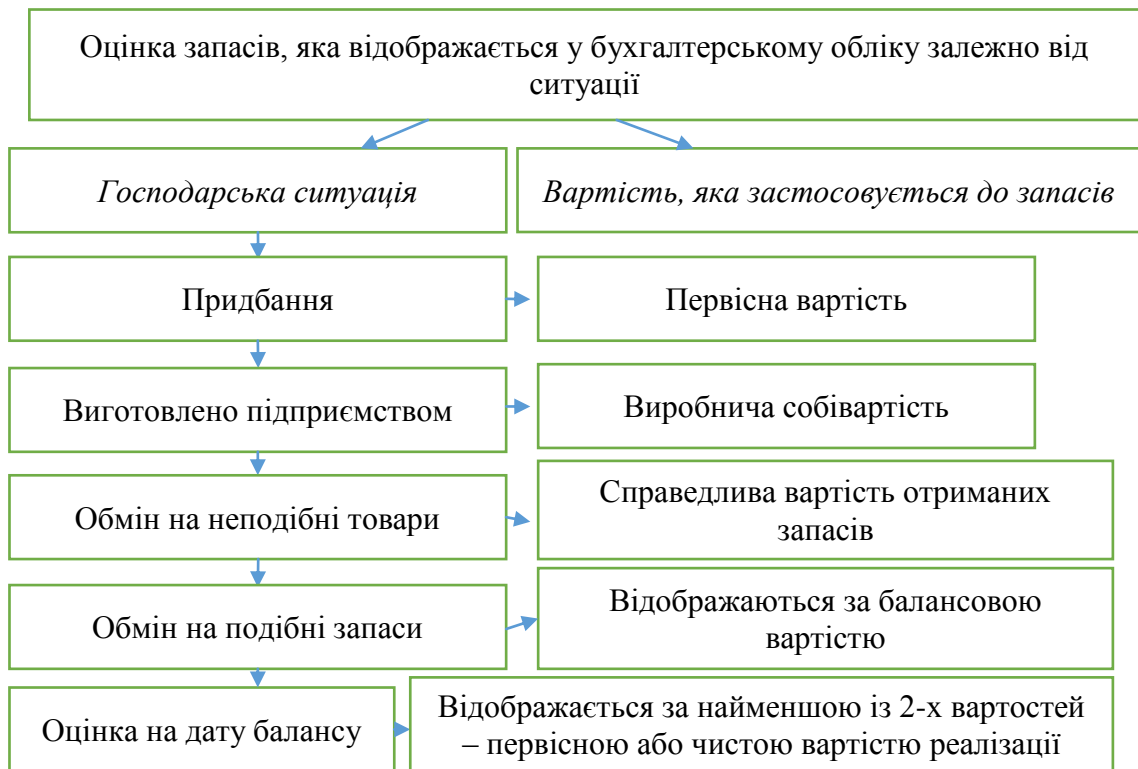 Оцінка запасів, яка відображається у бухгалтерському обліку залежно від
ситуації
Господарська ситуація
Вартість, яка застосовується до запасів
Придбання
Первісна вартість
Виготовлено підприємством
Виробнича собівартість
Обмін на неподібні товари
Справедлива вартість отриманих
запасів
Обмін на подібні запаси
Відображаються за балансовою
вартістю
Оцінка на дату балансу
Відображається за найменшою із 2-х вартостей
– первісною або чистою вартістю реалізації